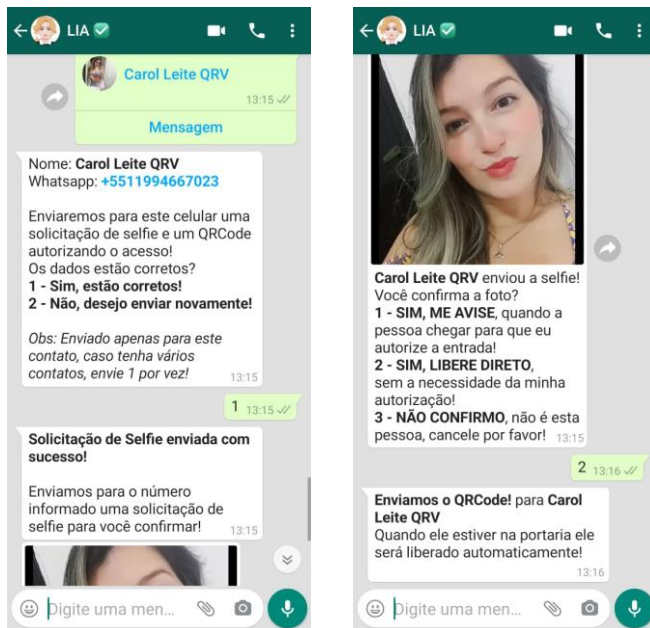 LIA
Carol Leite QRV
13:15
Mensagem
Nome: Carol Leite QRV
Whatsapp: +5511994667023
Enviaremos para este celular uma
solicitação de selfie e um QRCode
autorizando o acesso!
Os dados estão corretos?
1 - Sim, estão corretos!
2 - Não, desejo enviar novamente!
Obs: Enviado apenas para este
contato, caso tenha vários
contatos, envie 1 por vez!
13:15
1 13:15
Solicitação de Selfie enviada com
sucesso!
Enviamos para o número
informado uma solicitação de
selfie para você confirmar!
13:15
Digite uma men...
LIA
Carol Leite QRV enviou a selfie!
Você confirma a foto?
1 - SIM, ME AVISE, quando a
pessoa chegar para que eu
autorize a entrada!
2 - SIM, LIBERE DIRETO,
sem a necessidade da minha
autorização!
3 - NÃO CONFIRMO, não é esta
pessoa, cancele por favor! 13:15
2 13:16
Enviamos o QRCode! para Carol
Leite QRV
Quando ele estiver na portaria ele
será liberado automaticamente!
13:16
Digite uma men...